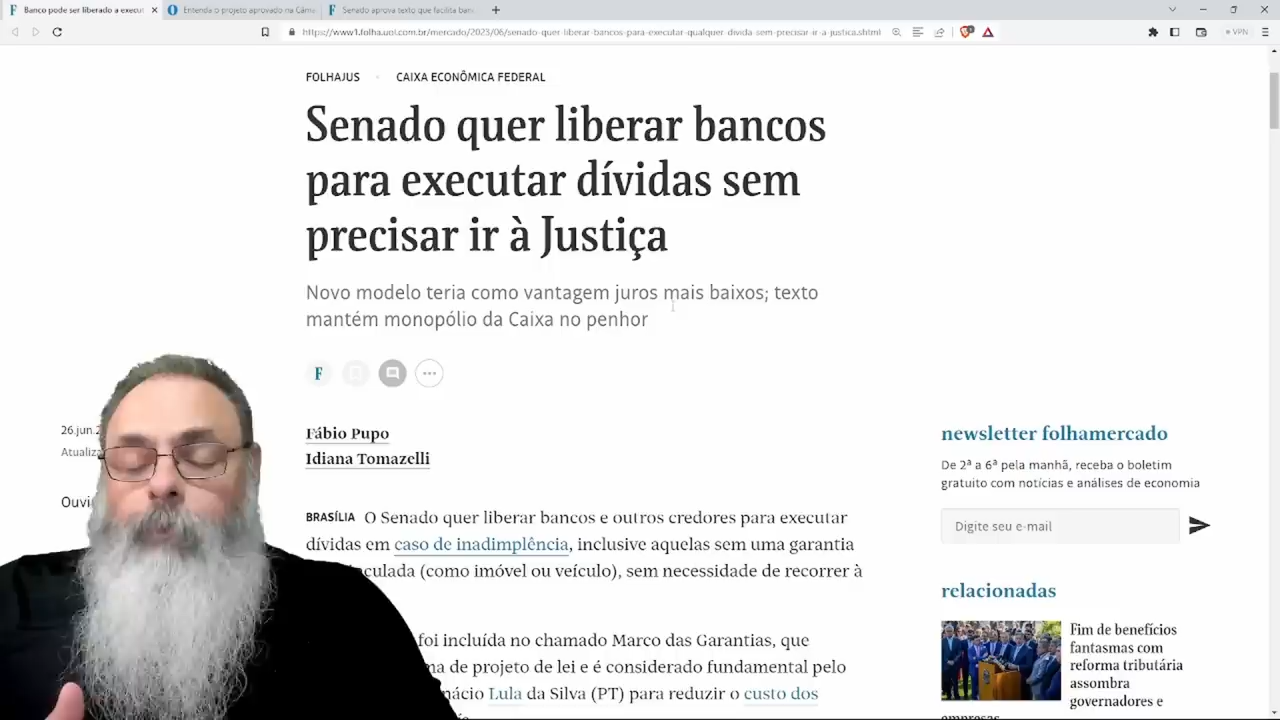 Banco pode ser liberado a execut
Entenda o projeto aprovado na Câm
Senado aprova texto que facilita ban
https://www1.folha.uol.com.br/mercado/2023/06/senado-quer-liberar-bancos-para-executar-qualquer-divida-sem-precisar-ir-a-justica.shtml
VPN
FOLHAJUS
CAIXA ECONÔMICA FEDERAL
Senado quer liberar bancos
para executar dívidas sem
precisar ir à Justiça
Novo modelo teria como vantagem juros mais baixos; texto
mantém monopólio da Caixa no penhor
F
26.jun.2
Atualiza
Ouvi
Fábio Pupo
Idiana Tomazelli
BRASÍLIA O Senado quer liberar bancos e outros credores para executar
dívidas em caso de inadimplência, inclusive aquelas sem uma garantia
culada (como imóvel ou veículo), sem necessidade de recorrer à
foi incluída no chamado Marco das Garantias, que
ma de projeto de lei e é considerado fundamental pelo
nácio Lula da Silva (PT) para reduzir o custo dos
newsletter folhamercado
De 2ª a 6ª pela manhã, receba o boletim
gratuito com notícias e análises de economia
Digite seu e-mail
relacionadas
Fim de benefícios
fantasmas com
reforma tributária
assombra
governadores e
empresas